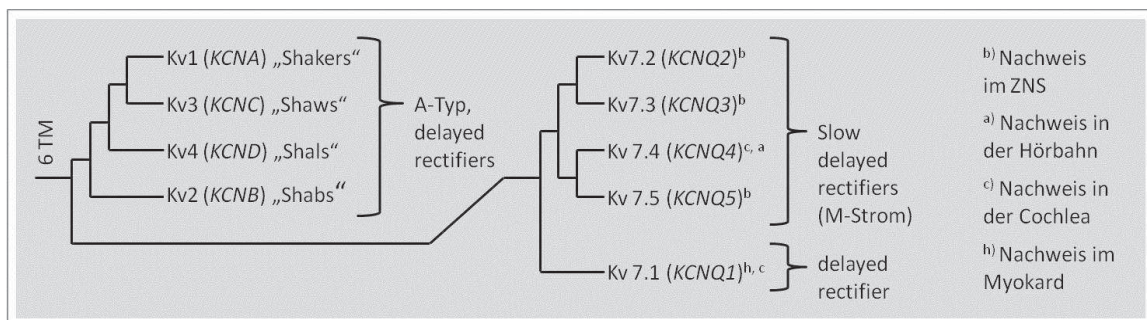 6 TM
Kv1 (KCNA) „Shakers“
Kv3 (KCNC) „Shaws“
Kv4 (KCND) „Shals“
Kv2 (KCNB) „Shabs“
A-Typ,
delayed
rectifiers
Kv7.2 (KCNQ2)ᵇ
Kv7.3 (KCNQ3)ᵇ
Kv 7.4 (KCNQ4)ᶜ, ᵃ
Kv 7.5 (KCNQ5)ᵇ
Kv 7.1 (KCNQ1)ʰ, ᶜ
Slow
delayed
rectifiers
(M-Strom)
delayed
rectifier
ᵇ⁾ Nachweis
im ZNS
ᵃ⁾ Nachweis in
der Hörbahn
ᶜ⁾ Nachweis in
der Cochlea
ʰ⁾ Nachweis im
Myokard